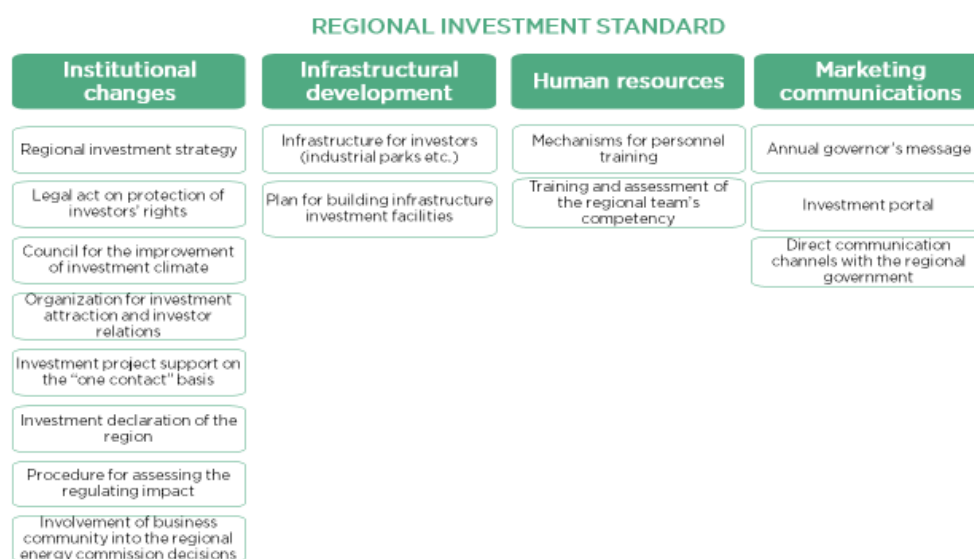 REGIONAL INVESTMENT STANDARD
Institutional
changes
Regional investment strategy
Legal act on protection of
investors' rights
Council for the improvement
of investment climate
Organization for investment
attraction and investor
relations
Investment project support on
the "one contact" basis
Investment declaration of the
region
Procedure for assessing the
regulating impact
Involvement of business
community into the regional
energy commission decisions
Infrastructural
development
Infrastructure for investors
(industrial parks etc.)
Plan for building infrastructure
investment facilities
Human resources
Mechanisms for personnel
training
Training and assessment of
the regional team's
competency
Marketing
communications
Annual governor's message
Investment portal
Direct communication
channels with the regional
government